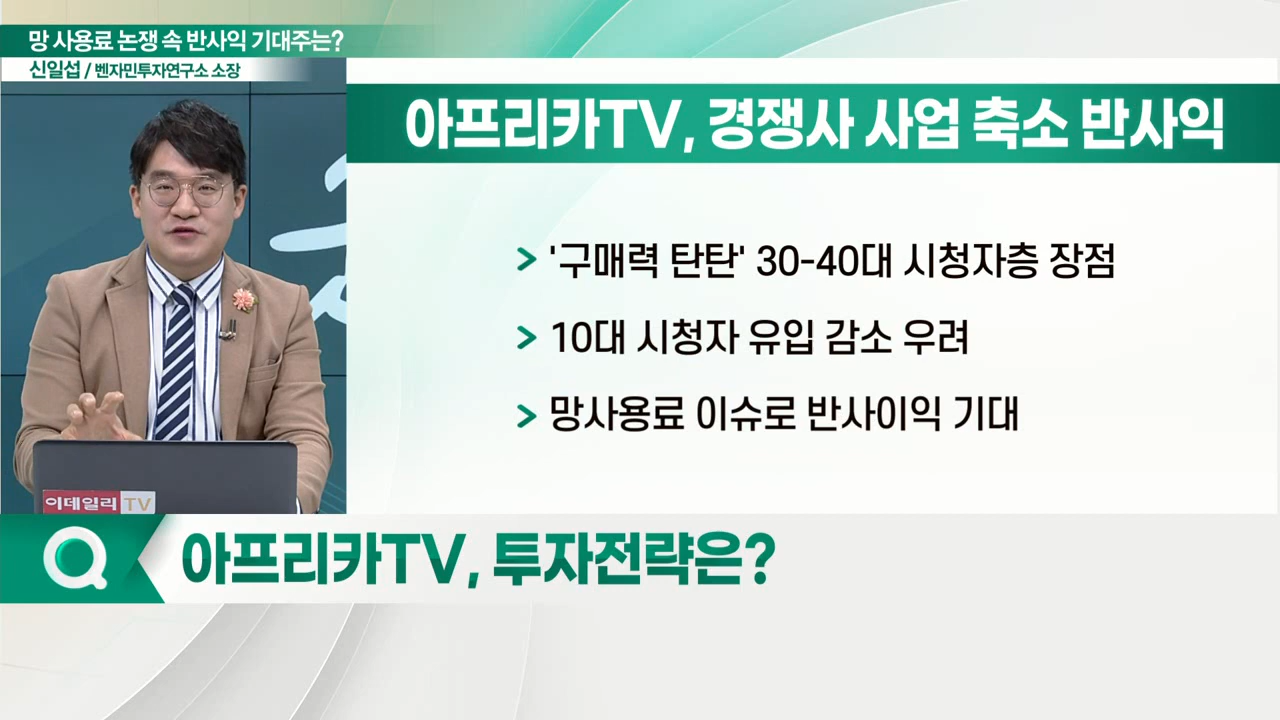 망 사용료 논쟁 속 반사익 기대주는?
신일섭 / 벤자민투자연구소 소장
아프리카TV, 경쟁사 사업 축소 반사익
> '구매력 탄탄' 30-40대 시청자층 장점
> 10대 시청자 유입 감소 우려
> 망사용료 이슈로 반사이익 기대
이데일리 TV
Q 아프리카TV, 투자전략은?